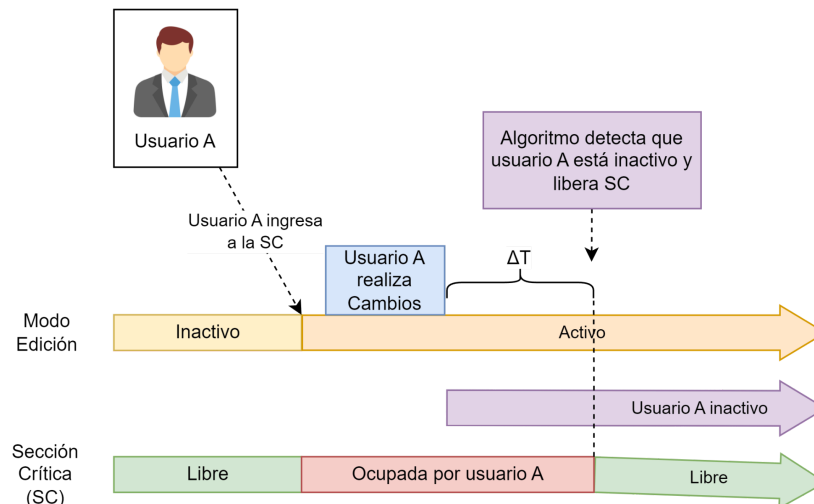 Usuario A
Algoritmo detecta que
usuario A está inactivo y
libera SC
Usuario A ingresa
a la SC
Usuario A
realiza
Cambios
ΔT
Modo
Edición
Inactivo
Activo
Usuario A inactivo
Sección
Crítica
(SC)
Libre
Ocupada por usuario A
Libre